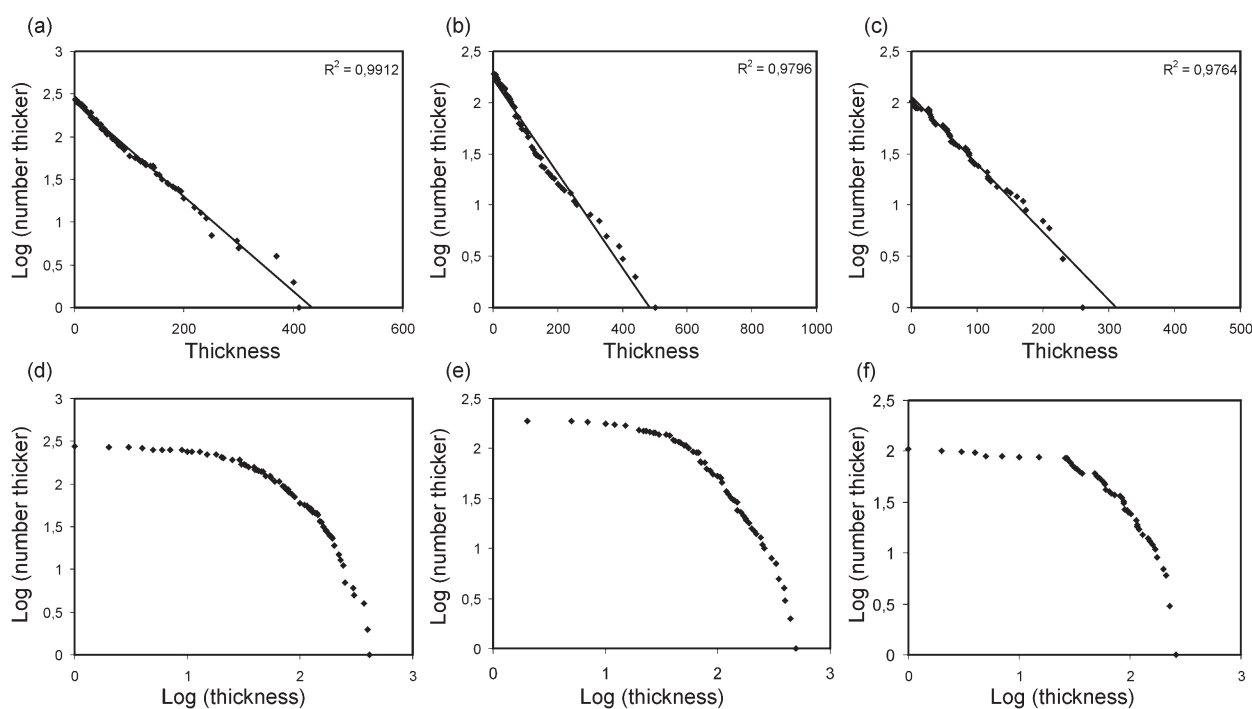 (a)
R² = 0,9912
Log (number thicker)
3
2,5
2
1,5
1
0,5
0
0 200 400 600
Thickness
(b)
R² = 0,9796
Log (number thicker)
2,5
2
1,5
1
0,5
0
0 200 400 600 800 1000
Thickness
(c)
R² = 0,9764
Log (number thicker)
2,5
2
1,5
1
0,5
0
0 100 200 300 400 500
Thickness
(d)
Log (number thicker)
3
2,5
2
1,5
1
0,5
0
0 1 2 3
Log (thickness)
(e)
Log (number thicker)
2,5
2
1,5
1
0,5
0
0 1 2 3
Log (thickness)
(f)
Log (number thicker)
2,5
2
1,5
1
0,5
0
0 1 2 3
Log (thickness)